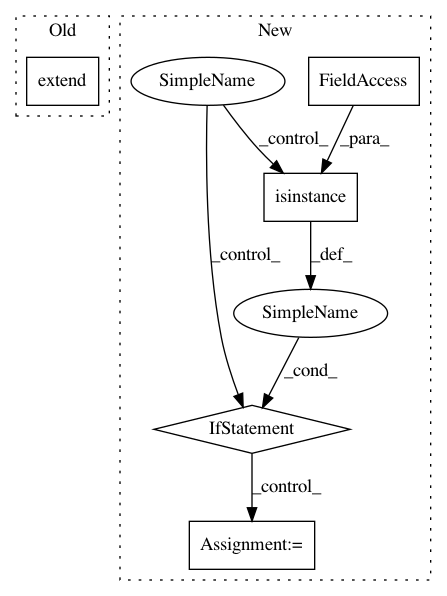 Old
New
extend
SimpleName
FieldAccess
_control_
_para_
isinstance
_control_
_def_
SimpleName
_cond_
IfStatement
_control_
Assignment:=